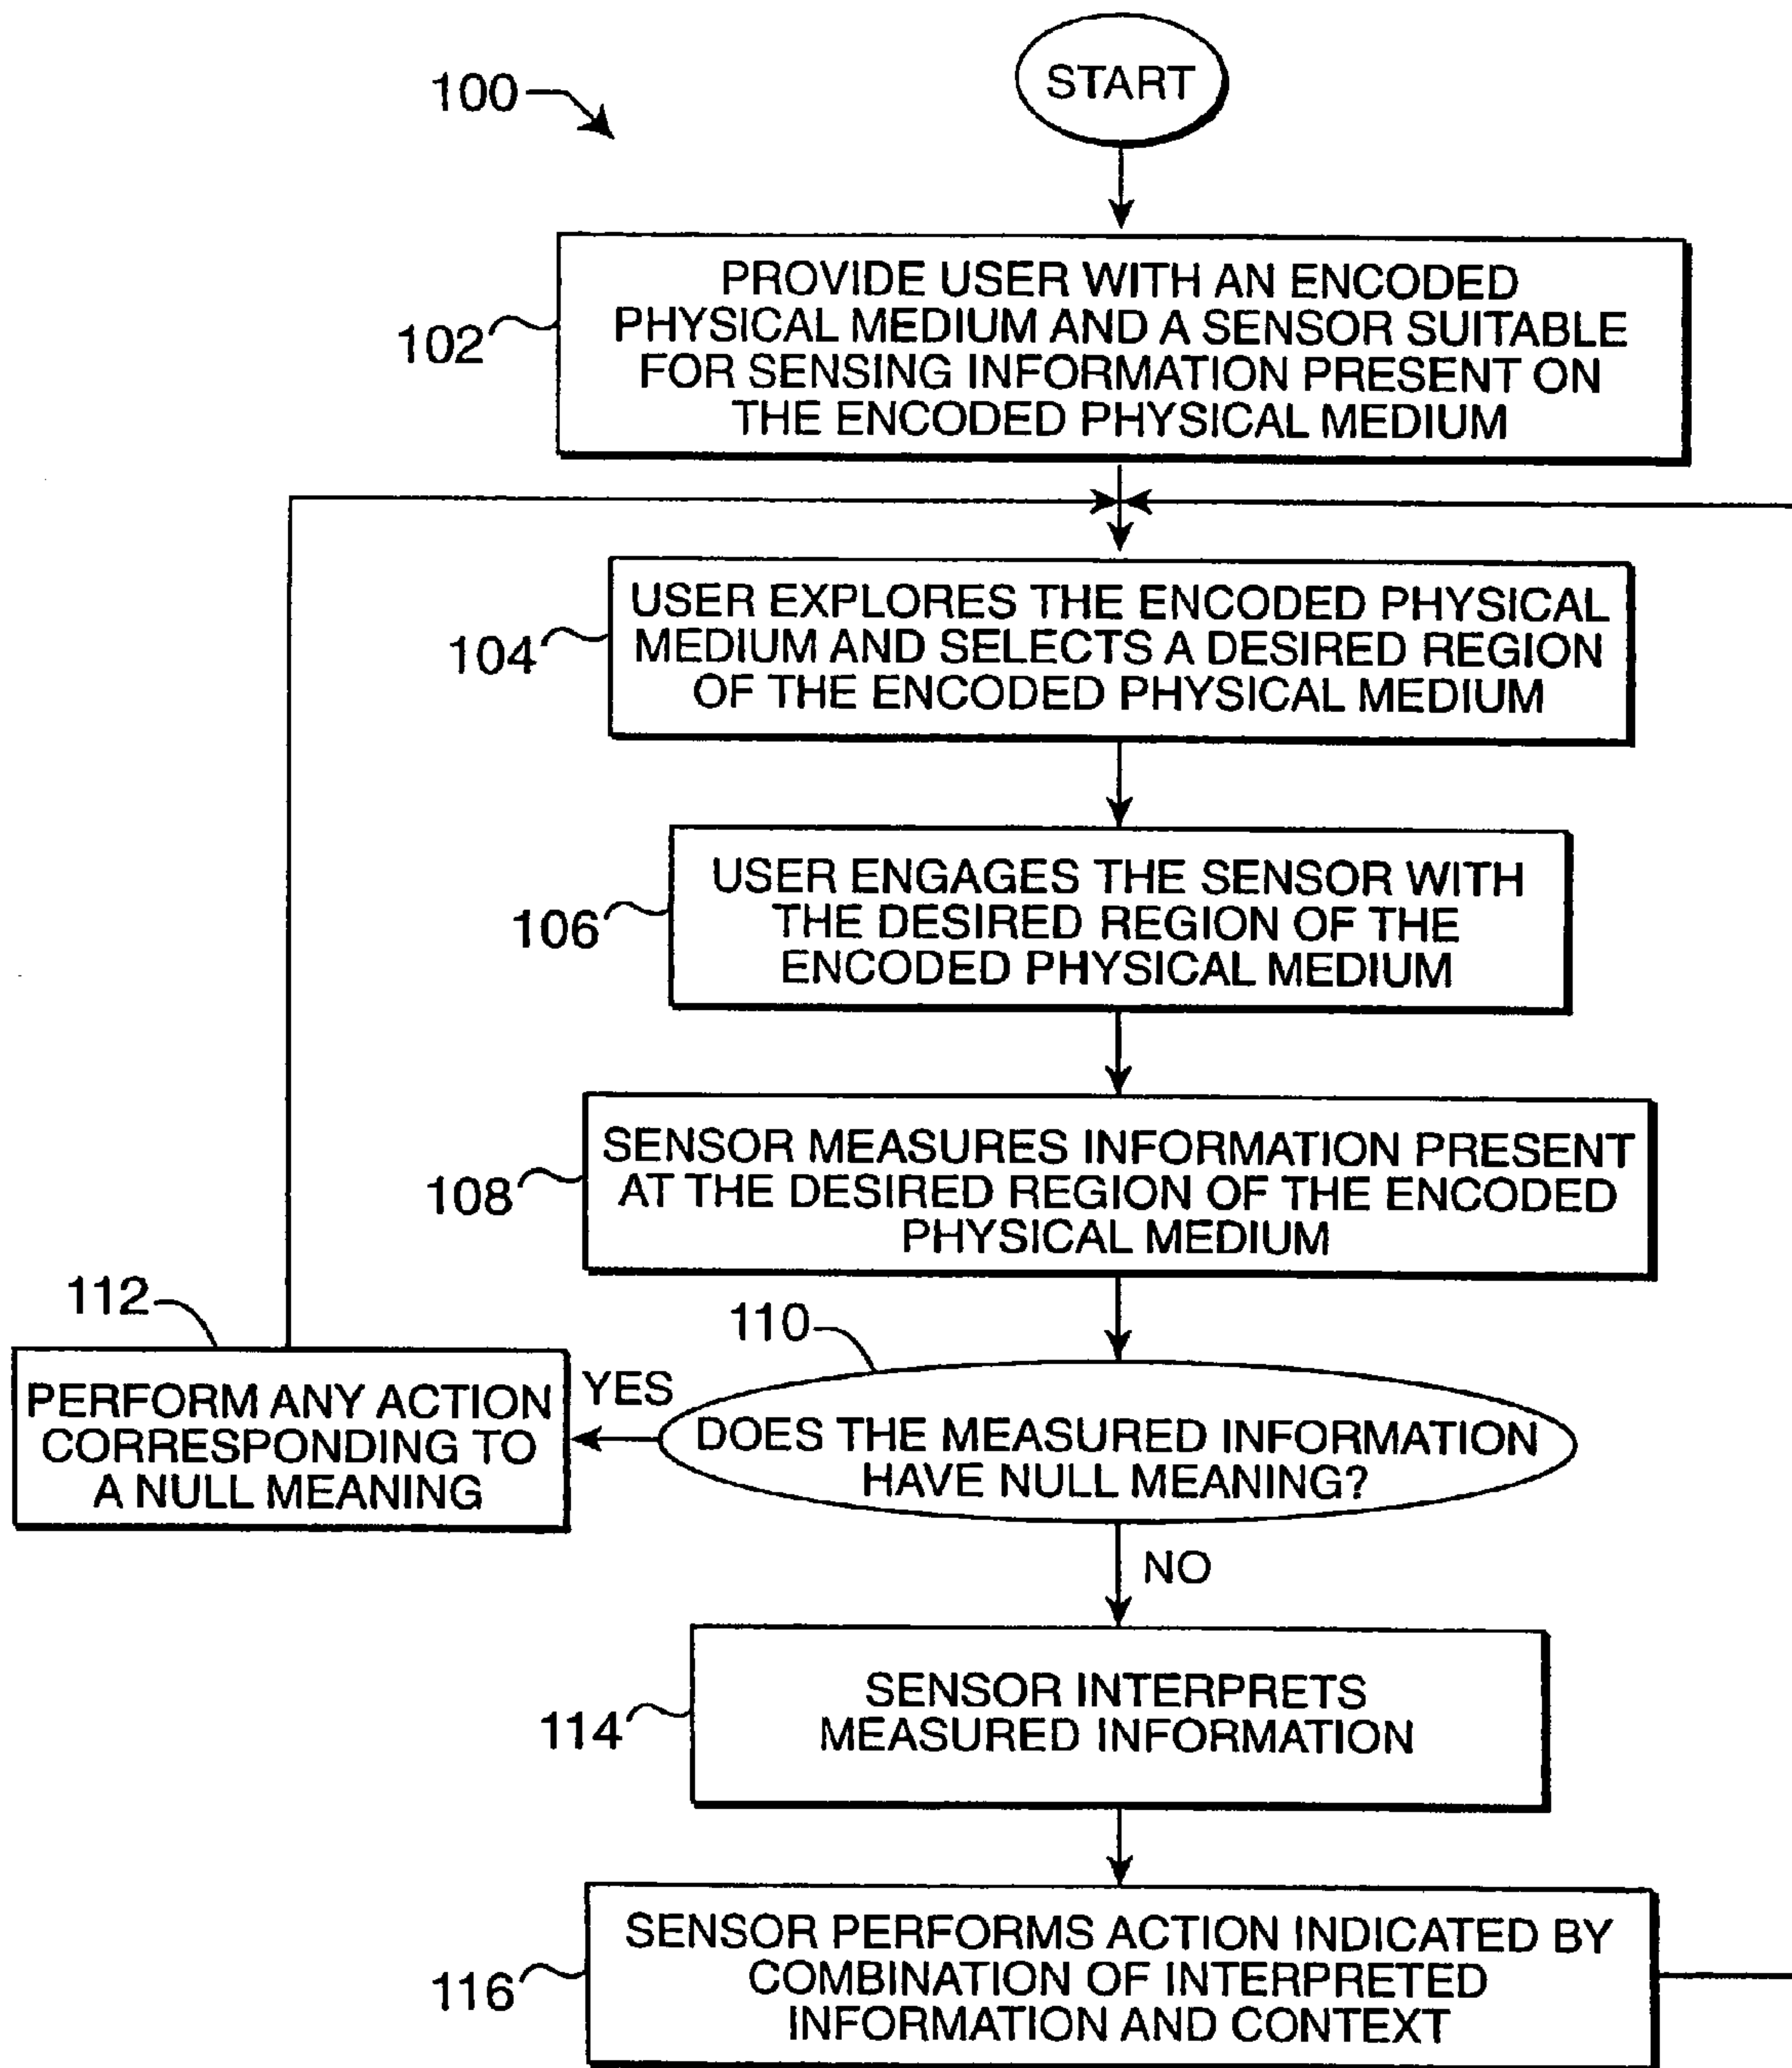 START
100
PROVIDE USER WITH AN ENCODED
PHYSICAL MEDIUM AND A SENSOR SUITABLE
FOR SENSING INFORMATION PRESENT ON
THE ENCODED PHYSICAL MEDIUM
102
USER EXPLORES THE ENCODED PHYSICAL
MEDIUM AND SELECTS A DESIRED REGION
OF THE ENCODED PHYSICAL MEDIUM
104
USER ENGAGES THE SENSOR WITH
THE DESIRED REGION OF THE
ENCODED PHYSICAL MEDIUM
106
SENSOR MEASURES INFORMATION PRESENT
AT THE DESIRED REGION OF THE ENCODED
PHYSICAL MEDIUM
108
112
110
PERFORM ANY ACTION
CORRESPONDING TO
A NULL MEANING
YES
DOES THE MEASURED INFORMATION
HAVE NULL MEANING?
NO
SENSOR INTERPRETS
MEASURED INFORMATION
114
SENSOR PERFORMS ACTION INDICATED BY
COMBINATION OF INTERPRETED
INFORMATION AND CONTEXT
116